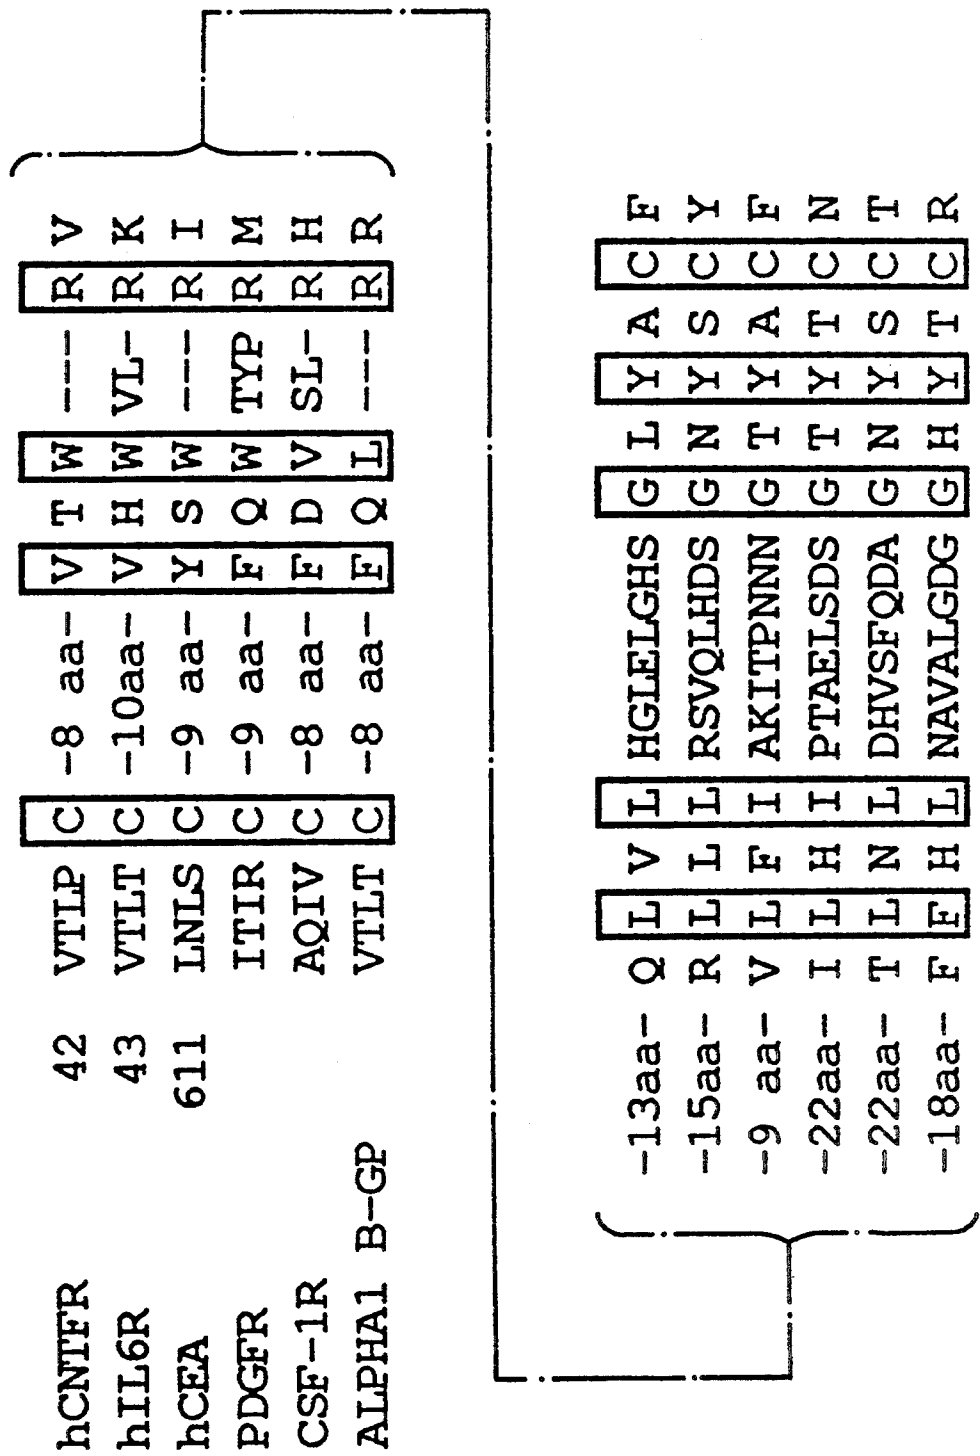 hCNTFR 42 VTLP C -8 aa- V T W --- R V
hIL6R 43 VTLT C -10aa- V H W VL- R K
hCEA 611 LNLS C -9 aa- Y S W --- R I
PDGFR ITIR C -9 aa- F Q W TYP R M
CSF-1R AQIV C -8 aa- F D V SL- R H
ALPHA1 B-GP VTLT C -8 aa- F Q L --- R R
-13aa- Q L V L HGLELGHS G L Y A C F
-15aa- R L L L RSVQLHDS G N Y S C Y
-9 aa- V L F I AKITPNNN G T Y A C F
-22aa- I L H I PTAELSDS G T Y T C N
-22aa- T L N L DHVSFQDA G N Y S C T
-18aa- F F H L NAVALGDG G H Y T C R